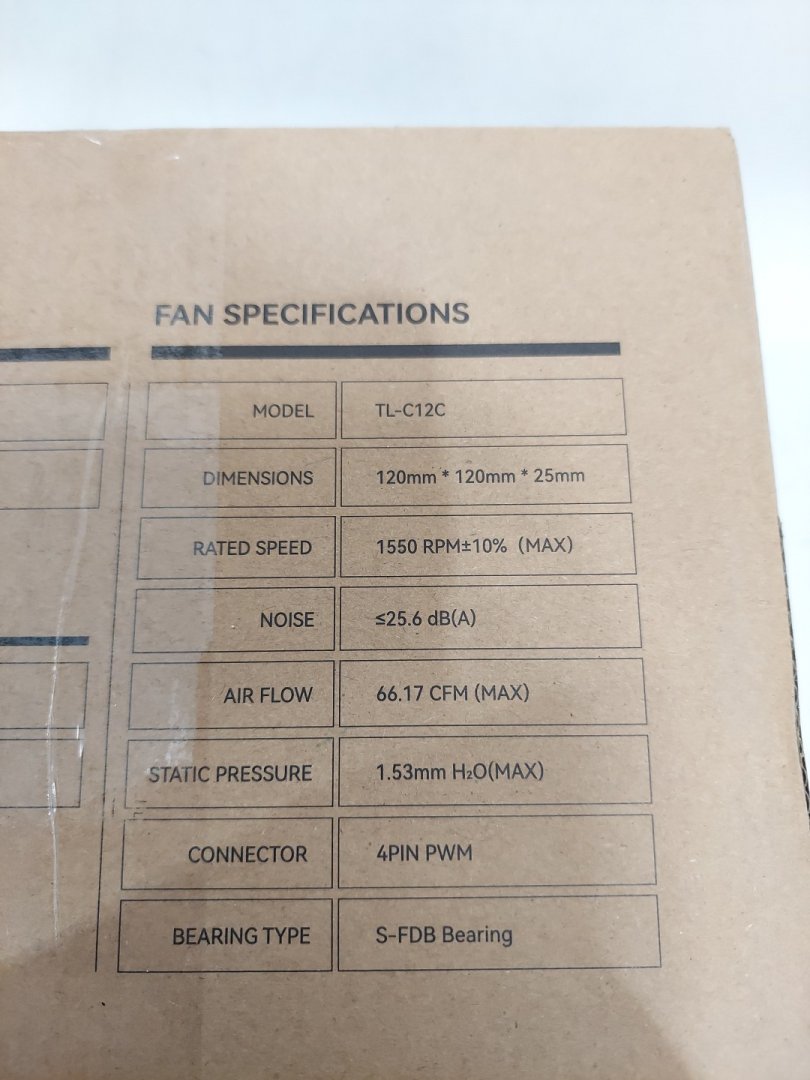 FAN SPECIFICATIONS
MODEL TL-C12C
DIMENSIONS 120mm * 120mm * 25mm
RATED SPEED 1550 RPM±10% (MAX)
NOISE ≤25.6 dB(A)
AIR FLOW 66.17 CFM (MAX)
STATIC PRESSURE 1.53mm H₂O(MAX)
CONNECTOR 4PIN PWM
BEARING TYPE S-FDB Bearing